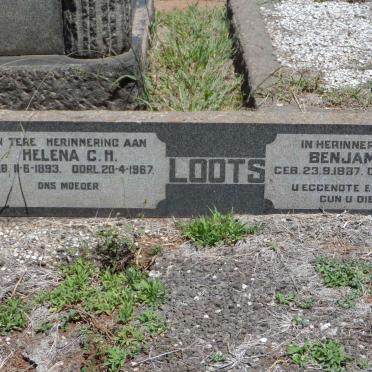 N TERE HERINNERING AAN
HELENA C.H.
11-6-1893. OORL. 20-4-1967.
ONS MOEDER
LOOTS
IN HERINNER
BENJAM
GEB. 23.9.1887.
U EGGENOTE E
GUN U DIE